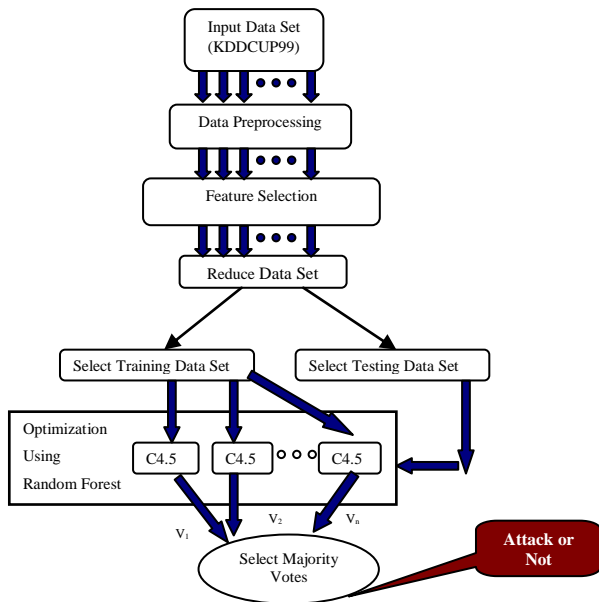 Input Data Set
(KDDCUP99)
Data Preprocessing
Feature Selection
Reduce Data Set
Select Training Data Set
Select Testing Data Set
Optimization
Using
Random Forest
C4.5
C4.5
C4.5
V1
V2
Vn
Select Majority
Votes
Attack or
Not